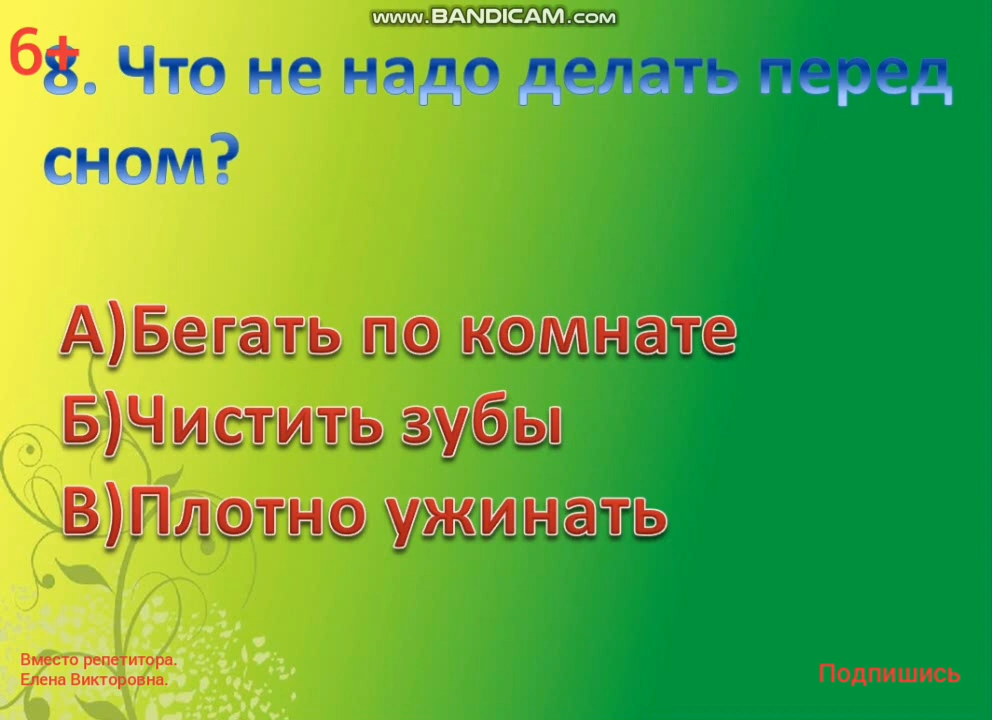 www.BANDICAM.com
6+
8. Что не надо делать перед
сном?
А)Бегать по комнате
Б)Чистить зубы
В)Плотно ужинать
Вместо репетитора.
Елена Викторовна.
Подпишись